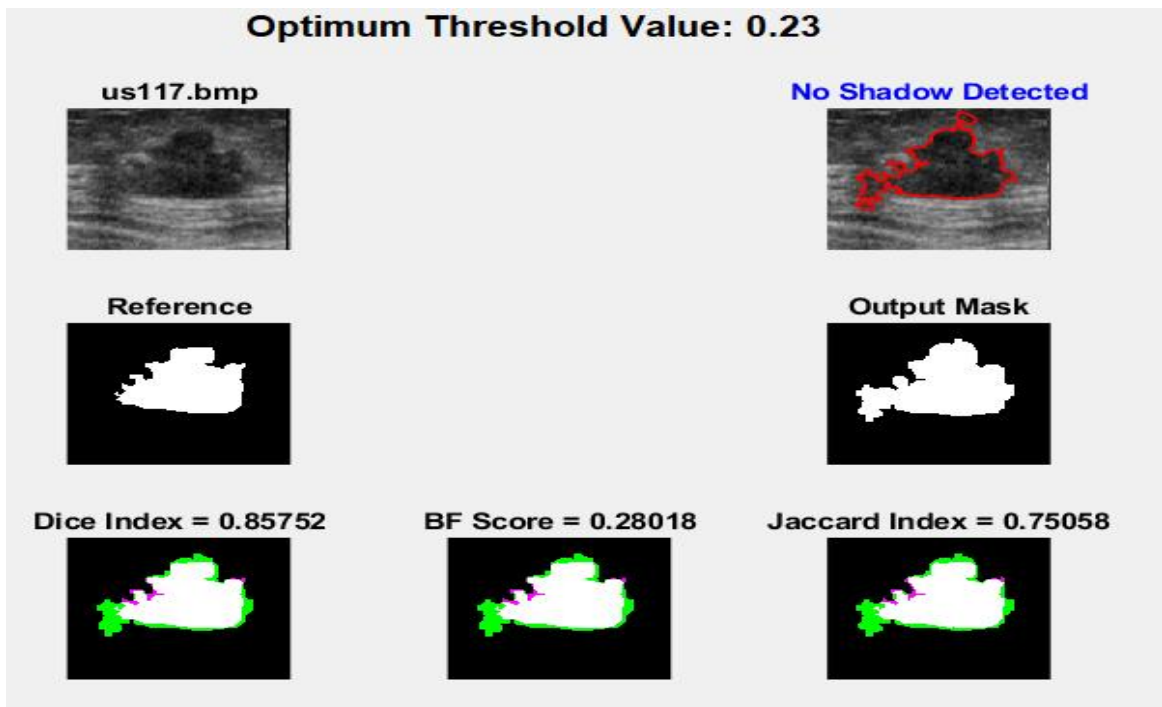 Optimum Threshold Value: 0.23
us117.bmp
No Shadow Detected
Reference
Output Mask
Dice Index = 0.85752
BF Score = 0.28018
Jaccard Index = 0.75058